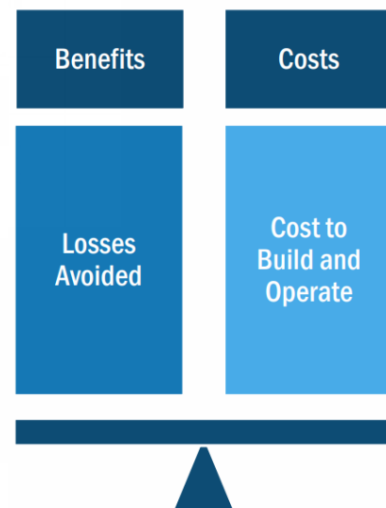 Benefits
Costs
Losses
Avoided
Cost to
Build and
Operate